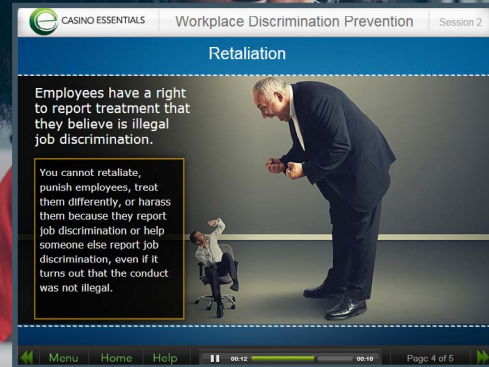 CASINO ESSENTIALS
Workplace Discrimination Prevention
Session 2
Retaliation
Employees have a right
to report treatment that
they believe is illegal
job discrimination.
You cannot retaliate,
punish employees, treat
them differently, or harass
them because they report
job discrimination or help
someone else report job
discrimination, even if it
turns out that the conduct
was not illegal.
Menu Home Help 00:12 00:18 Page 4 of 5